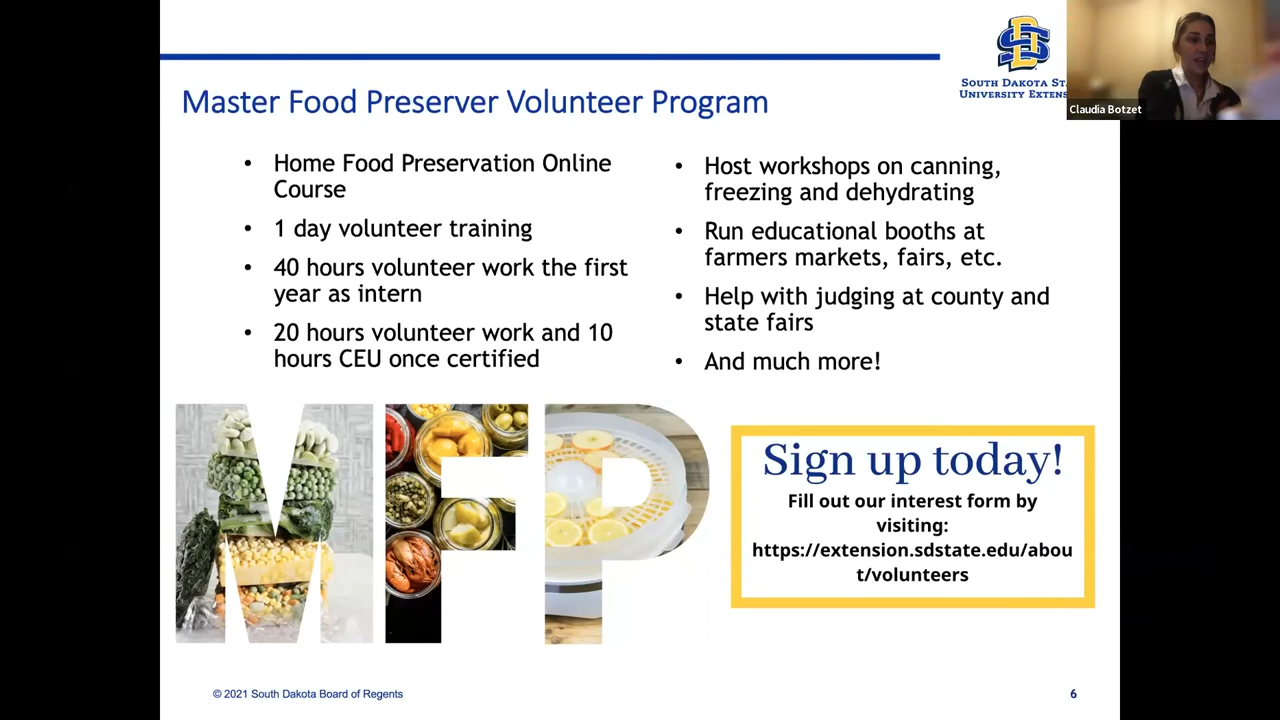 SOUTH DAKOTA ST
UNIVERSITY EXTENS
Claudia Botzet
Master Food Preserver Volunteer Program
• Home Food Preservation Online
Course
• 1 day volunteer training
• 40 hours volunteer work the first
year as intern
• 20 hours volunteer work and 10
hours CEU once certified
• Host workshops on canning,
freezing and dehydrating
• Run educational booths at
farmers markets, fairs, etc.
• Help with judging at county and
state fairs
• And much more!
MFP
Sign up today!
Fill out our interest form by
visiting:
https://extension.sdstate.edu/abou
t/volunteers
© 2021 South Dakota Board of Regents
6